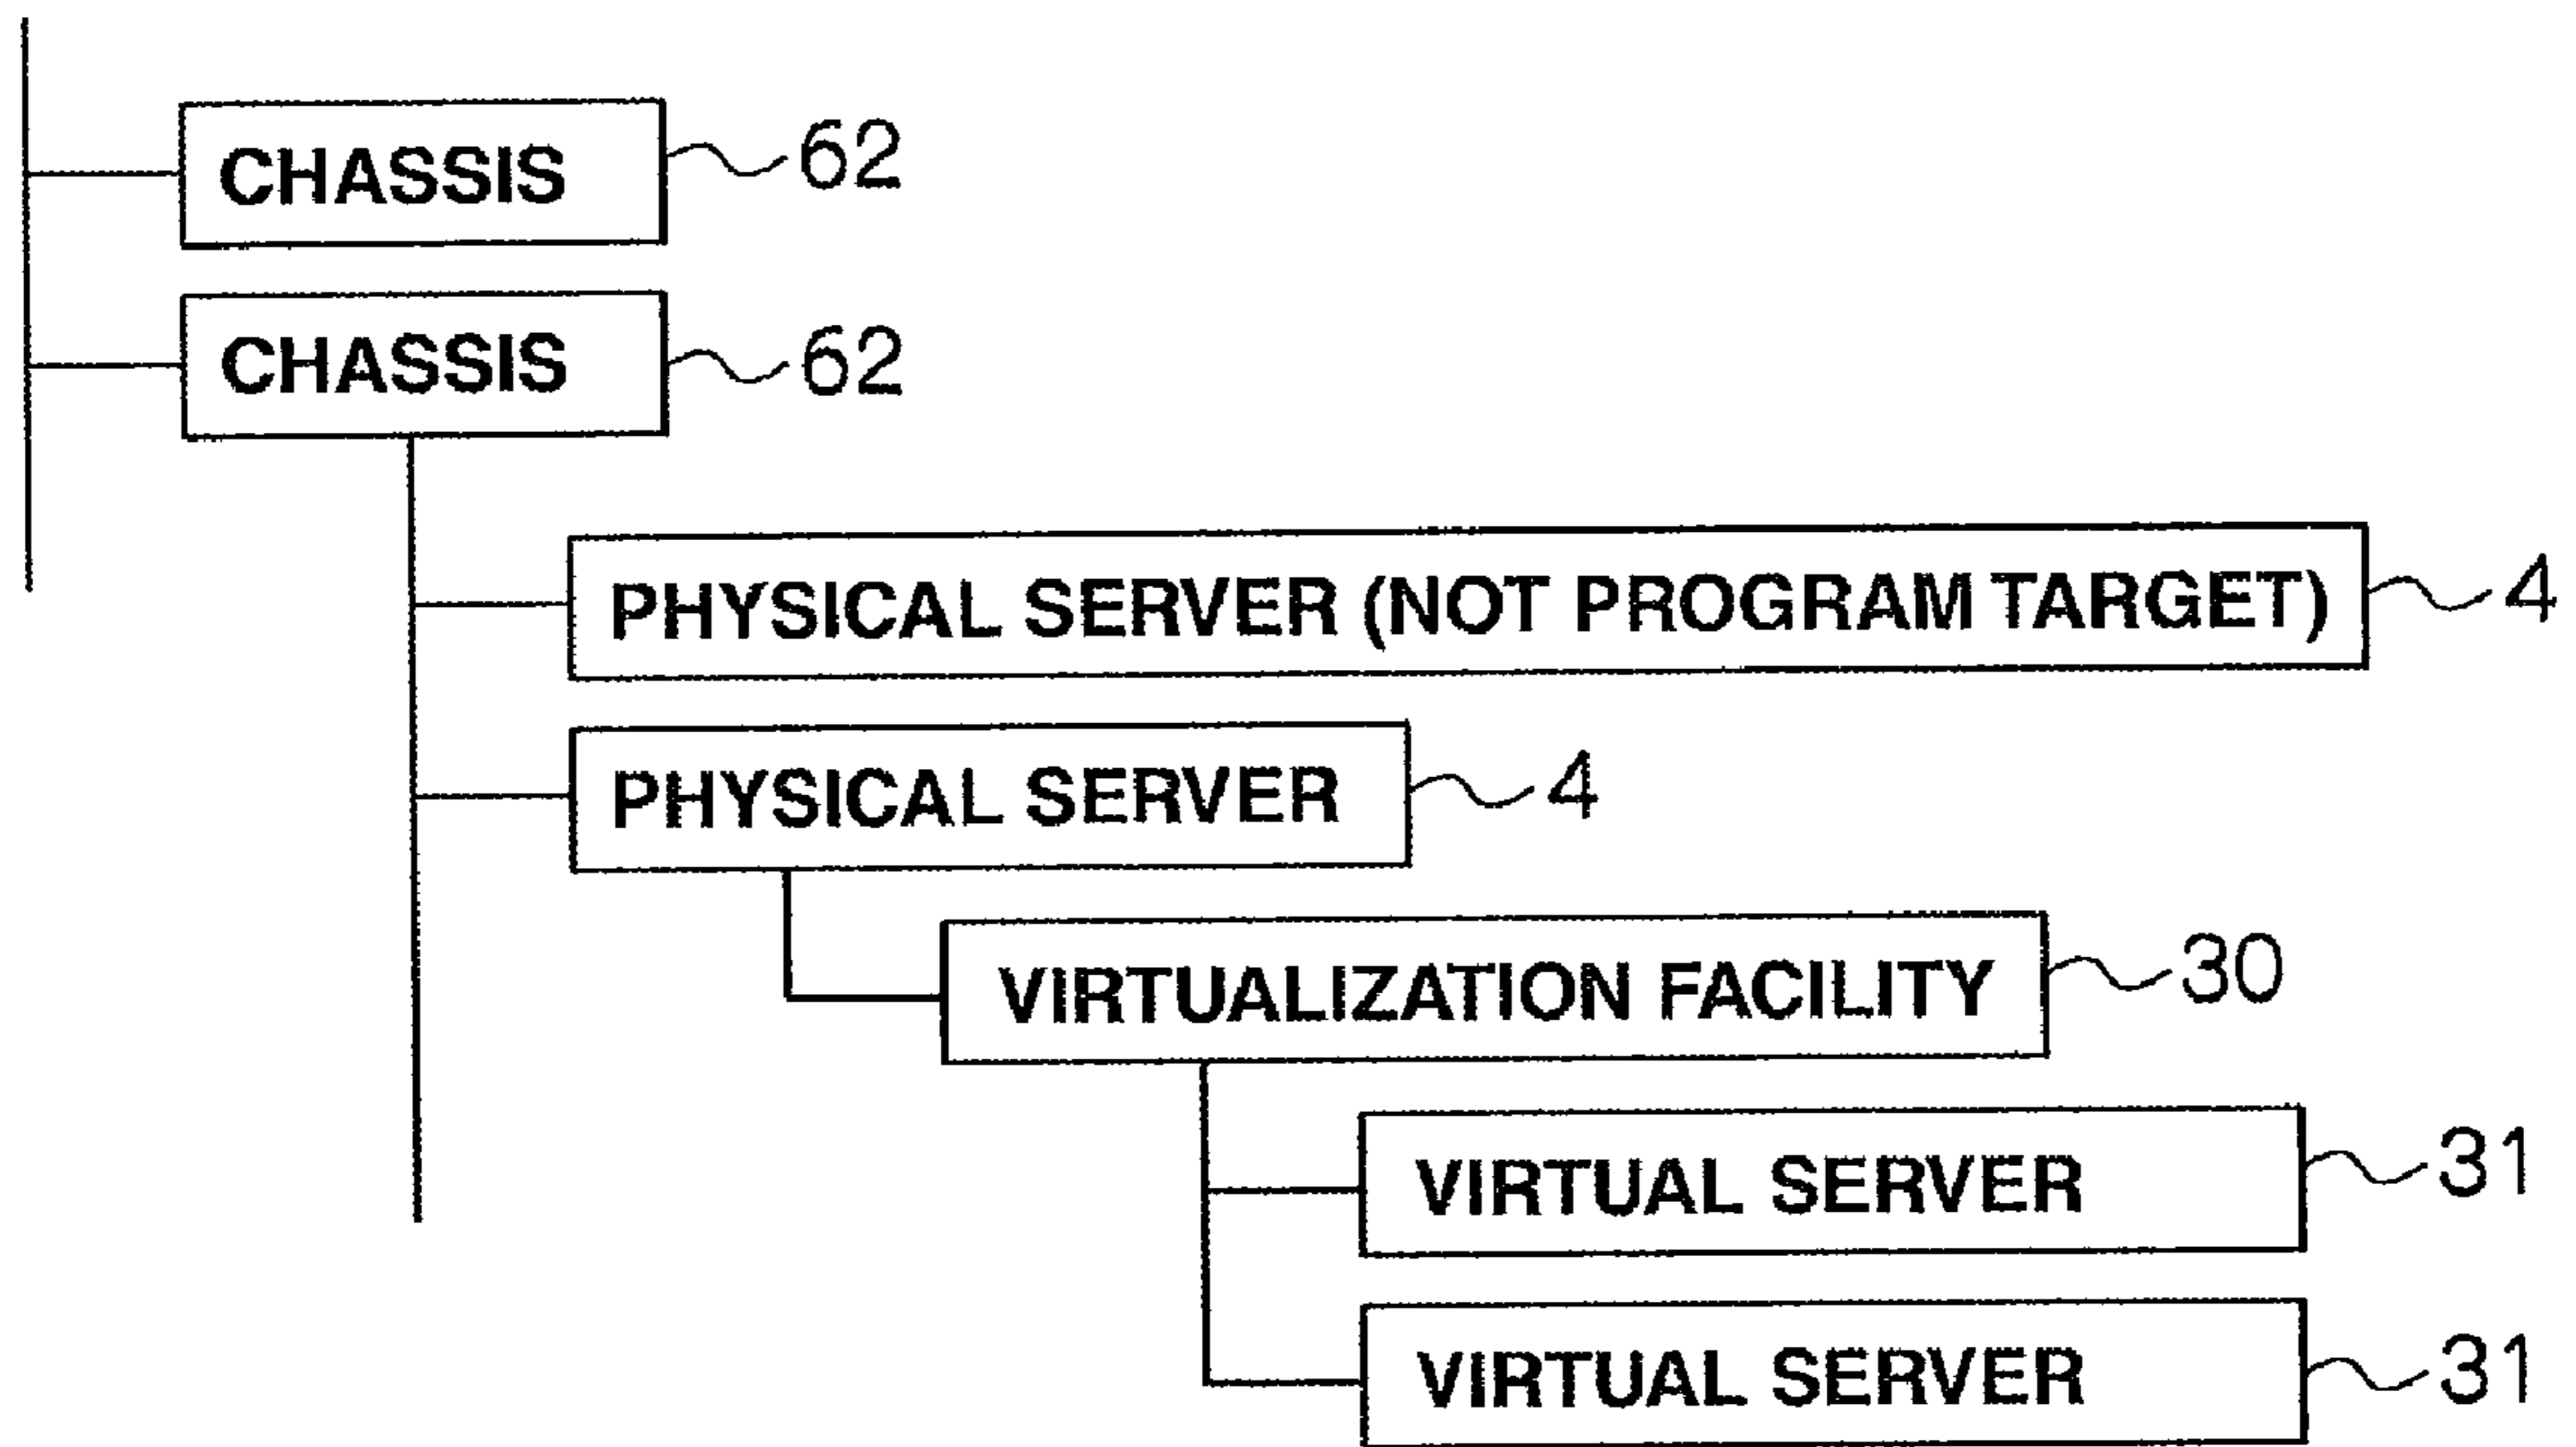 CHASSIS 62
CHASSIS 62
PHYSICAL SERVER (NOT PROGRAM TARGET) 4
PHYSICAL SERVER 4
VIRTUALIZATION FACILITY 30
VIRTUAL SERVER 31
VIRTUAL SERVER 31